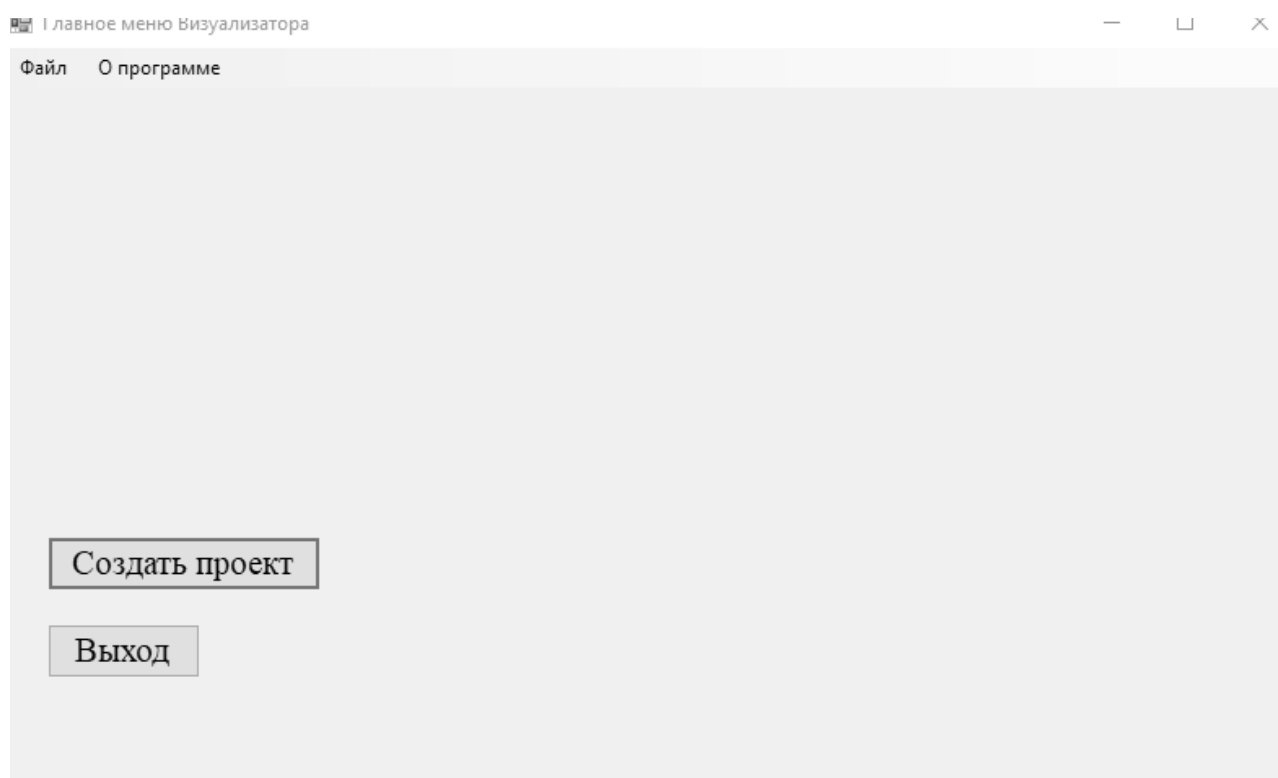 Главное меню Визуализатора
Файл О программе
Создать проект
Выход